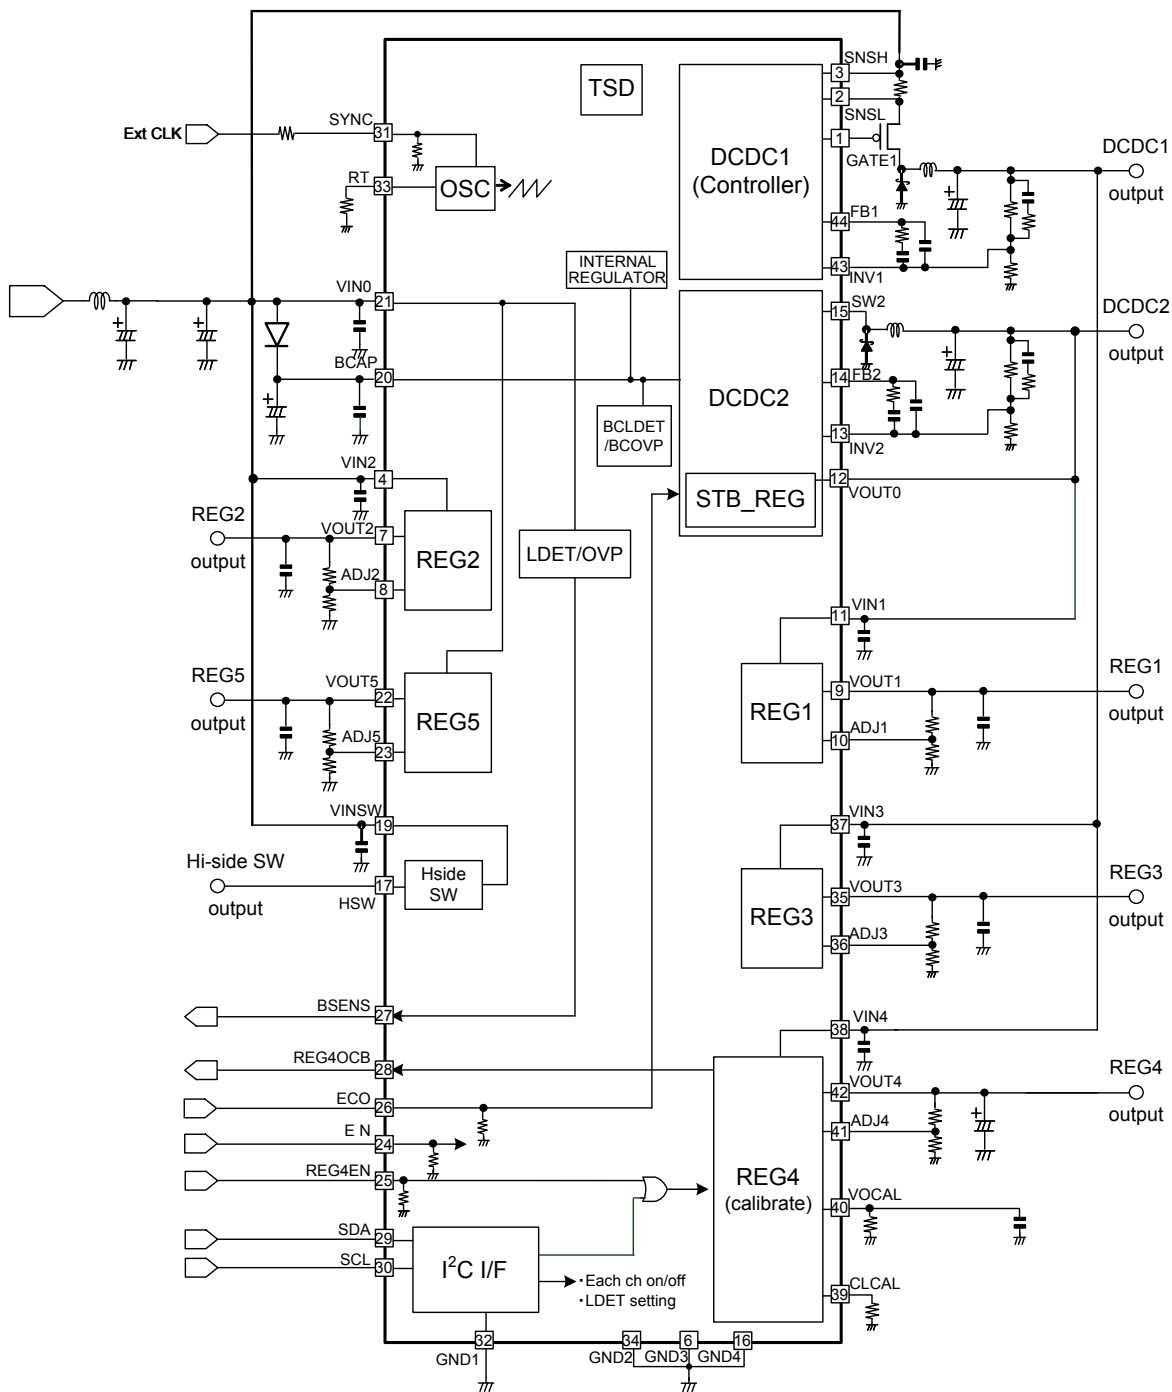 SNSH
3
TSD
2
SYNC
SNSL
Ext CLK
31
1
DCDC1
(Controller)
GATE1
DCDC1
output
RT
33
OSC
FB1
44
INTERNAL
REGULATOR
43
INV1
VIN0
21
SW2
15
DCDC2
output
BCAP
20
14
FB2
DCDC2
BCLDET
/BCOVP
13
INV2
VIN2
4
12
VOUT0
STB_REG
REG2
output
VOUT2
7
REG2
LDET/OVP
ADJ2
8
VIN1
11
REG5
output
VOUT5
22
REG5
ADJ5
23
REG1
VOUT1
9
REG1
output
ADJ1
10
VINSW
19
VIN3
37
Hi-side SW
output
17
HSW
Hside
SW
REG3
VOUT3
35
REG3
output
ADJ3
36
BSENS
27
VIN4
38
REG4OCB
28
VOUT4
42
REG4
output
ECO
26
ADJ4
41
E N
24
REG4EN
25
REG4
(calibrate)
VOCAL
40
SDA
29
SCL
30
I²C I/F
・Each ch on/off
・LDET setting
CLCAL
39
32
34
6
16
GND1
GND2
GND3
GND4